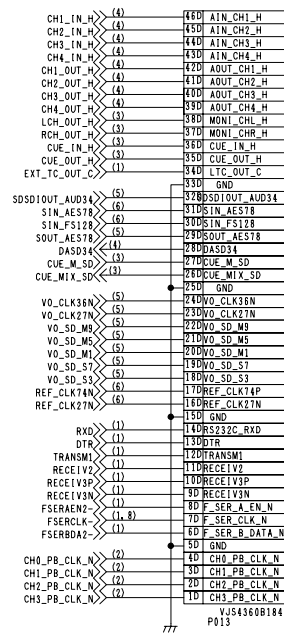 CH1_IN_H (4) 46D AIN_CH1_H
CH2_IN_H (4) 45D AIN_CH2_H
CH3_IN_H (4) 44D AIN_CH3_H
CH4_IN_H (4) 43D AIN_CH4_H
CH1_OUT_H (4) 42D AOUT_CH1_H
CH2_OUT_H (4) 41D AOUT_CH2_H
CH3_OUT_H (4) 40D AOUT_CH3_H
CH4_OUT_H (4) 39D AOUT_CH4_H
LCH_OUT_H (3) 38D MONI_CHL_H
RCH_OUT_H (3) 37D MONI_CHR_H
CUE_IN_H (3) 36D CUE_IN_H
CUE_OUT_H (3) 35D CUE_OUT_H
EXT_TC_OUT_C (1) 34D LTC_OUT_C
33D GND
SDSDIOUT_AUD34 (5) 32D SDSDIOUT_AUD34
SIN_AES78 (6) 31D SIN_AES78
SIN_FS128 (6) 30D SIN_FS128
SOUT_AES78 (5) 29D SOUT_AES78
DASD34 (4) 28D DASD34
CUE_M_SD (3) 27D CUE_M_SD
CUE_MIX_SD (3) 26D CUE_MIX_SD
25D GND
VO_CLK36N (5) 24D VO_CLK36N
VO_CLK27N (5) 23D VO_CLK27N
VO_SD_M9 (5) 22D VO_SD_M9
VO_SD_M5 (5) 21D VO_SD_M5
VO_SD_M1 (5) 20D VO_SD_M1
VO_SD_S7 (5) 19D VO_SD_S7
VO_SD_S3 (5) 18D VO_SD_S3
REF_CLK74N (6) 17D REF_CLK74P
REF_CLK27N (6) 16D REF_CLK27N
15D GND
RXD (1) 14D RS232C_RXD
DTR (1) 13D DTR
TRANSM1 (1) 12D TRANSM1
RECEIV2 (1) 11D RECEIV2
RECEIV3P (1) 10D RECEIV3P
RECEIV3N (1) 9D RECEIV3N
FSERAEN2- (1) 8D F_SER_A_EN_N
FSERCLK- (1,8) 7D F_SER_CLK_N
FSERBDA2- (1) 6D F_SER_B_DATA_N
5D GND
CH0_PB_CLK_N (2) 4D CH0_PB_CLK_N
CH1_PB_CLK_N (2) 3D CH1_PB_CLK_N
CH2_PB_CLK_N (2) 2D CH2_PB_CLK_N
CH3_PB_CLK_N (2) 1D CH3_PB_CLK_N
VJS4360B184
P013